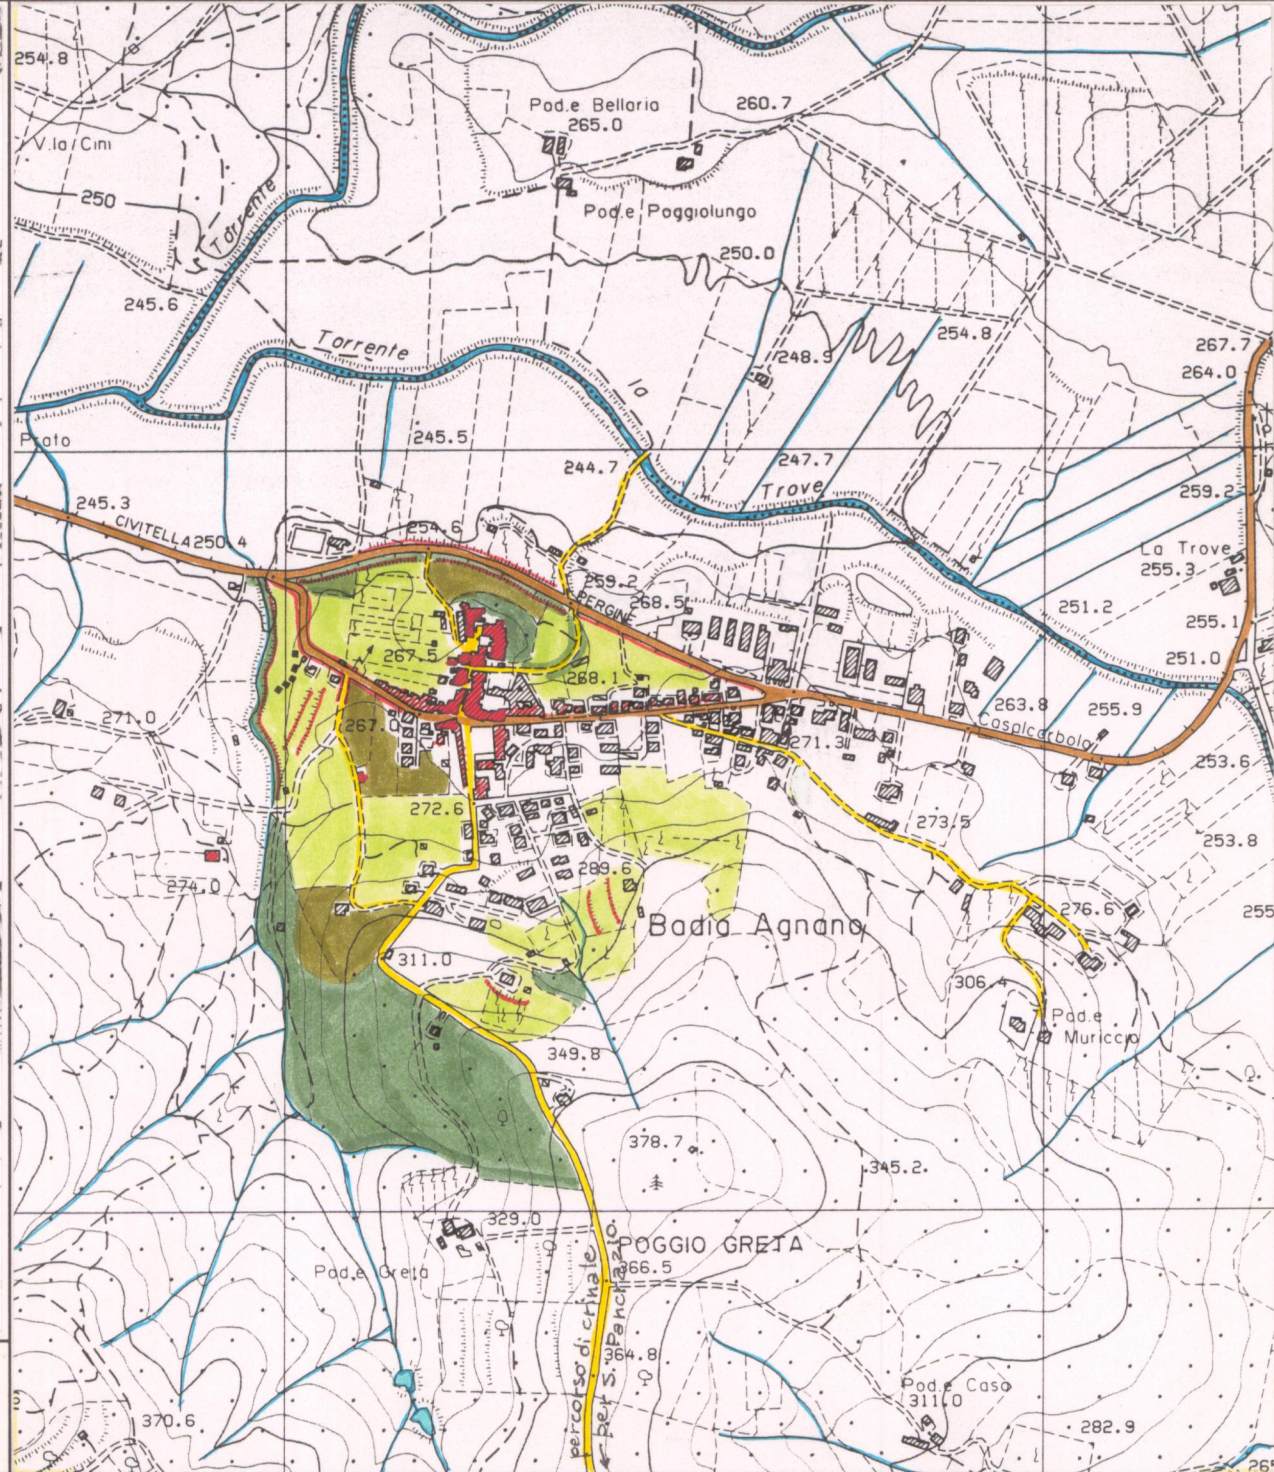 254.8
Pod.e Bellaria
265.0
260.7
V.la Cini
250
Torrente
Pod.e Poggiolungo
250.0
245.6
254.8
Torrente
248.9
267.7
264.0
la
Prato
245.5
244.7
247.7
Trove
259.2
245.3
CIVITELLA
250.4
254.6
La Trove
255.3
259.2
PERGINE
268.5
251.2
255.1
267.5
268.1
251.0
271.0
267.0
263.8
255.9
271.3
253.6
272.6
273.5
253.8
274.0
289.6
276.6
255
Badia Agnano
311.0
306.4
Pod.e
Muriccio
349.8
378.7
345.2
329.0
POGGIO GRETA
366.5
Pod.e Greta
percorso di crinale
← per S. Pancrazio.
364.8
Pod.e Casa
311.0
370.6
282.9